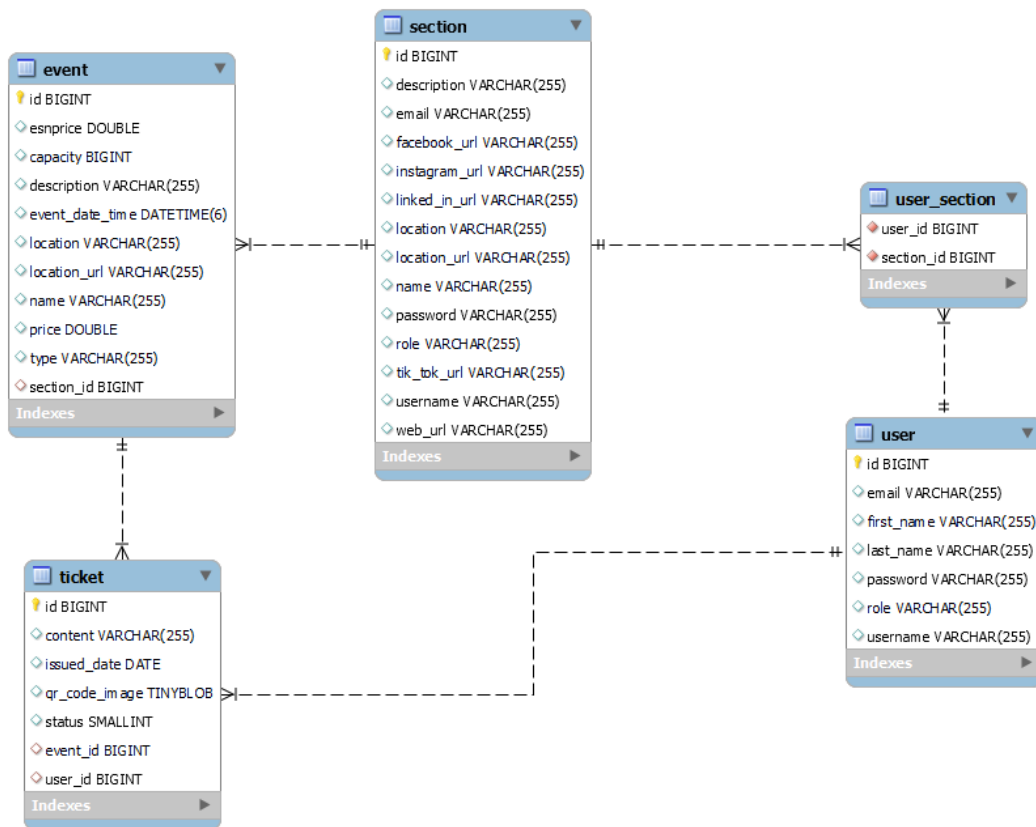 event
id BIGINT
esnprice DOUBLE
capacity BIGINT
description VARCHAR(255)
event_date_time DATETIME(6)
location VARCHAR(255)
location_url VARCHAR(255)
name VARCHAR(255)
price DOUBLE
type VARCHAR(255)
section_id BIGINT
Indexes
section
id BIGINT
description VARCHAR(255)
email VARCHAR(255)
facebook_url VARCHAR(255)
instagram_url VARCHAR(255)
linked_in_url VARCHAR(255)
location VARCHAR(255)
location_url VARCHAR(255)
name VARCHAR(255)
password VARCHAR(255)
role VARCHAR(255)
tik_tok_url VARCHAR(255)
username VARCHAR(255)
web_url VARCHAR(255)
Indexes
user_section
user_id BIGINT
section_id BIGINT
Indexes
user
id BIGINT
email VARCHAR(255)
first_name VARCHAR(255)
last_name VARCHAR(255)
password VARCHAR(255)
role VARCHAR(255)
username VARCHAR(255)
Indexes
ticket
id BIGINT
content VARCHAR(255)
issued_date DATE
qr_code_image TINYBLOB
status SMALLINT
event_id BIGINT
user_id BIGINT
Indexes